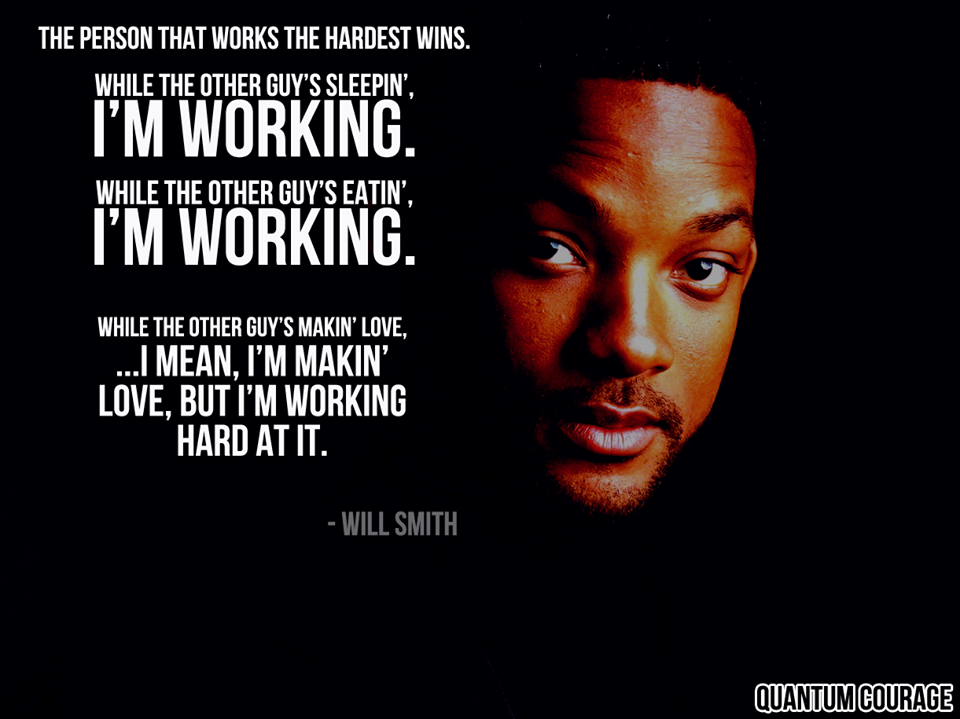 THE PERSON THAT WORKS THE HARDEST WINS.
WHILE THE OTHER GUY'S SLEEPIN',
I'M WORKING.
WHILE THE OTHER GUY'S EATIN',
I'M WORKING.
WHILE THE OTHER GUY'S MAKIN' LOVE,
...I MEAN, I'M MAKIN'
LOVE, BUT I'M WORKING
HARD AT IT.
- WILL SMITH
QUANTUM COURAGE